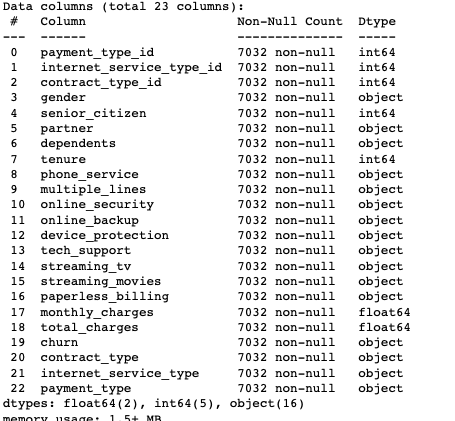 Data columns (total 23 columns):
 #   Column                    Non-Null Count  Dtype
---  ------                    --------------  -----
 0   payment_type_id           7032 non-null   int64
 1   internet_service_type_id  7032 non-null   int64
 2   contract_type_id          7032 non-null   int64
 3   gender                    7032 non-null   object
 4   senior_citizen            7032 non-null   int64
 5   partner                   7032 non-null   object
 6   dependents                7032 non-null   object
 7   tenure                    7032 non-null   int64
 8   phone_service             7032 non-null   object
 9   multiple_lines            7032 non-null   object
 10  online_security           7032 non-null   object
 11  online_backup             7032 non-null   object
 12  device_protection         7032 non-null   object
 13  tech_support              7032 non-null   object
 14  streaming_tv              7032 non-null   object
 15  streaming_movies          7032 non-null   object
 16  paperless_billing         7032 non-null   object
 17  monthly_charges           7032 non-null   float64
 18  total_charges             7032 non-null   float64
 19  churn                     7032 non-null   object
 20  contract_type             7032 non-null   object
 21  internet_service_type     7032 non-null   object
 22  payment_type              7032 non-null   object
dtypes: float64(2), int64(5), object(16)
memory usage: 1.5+ MB